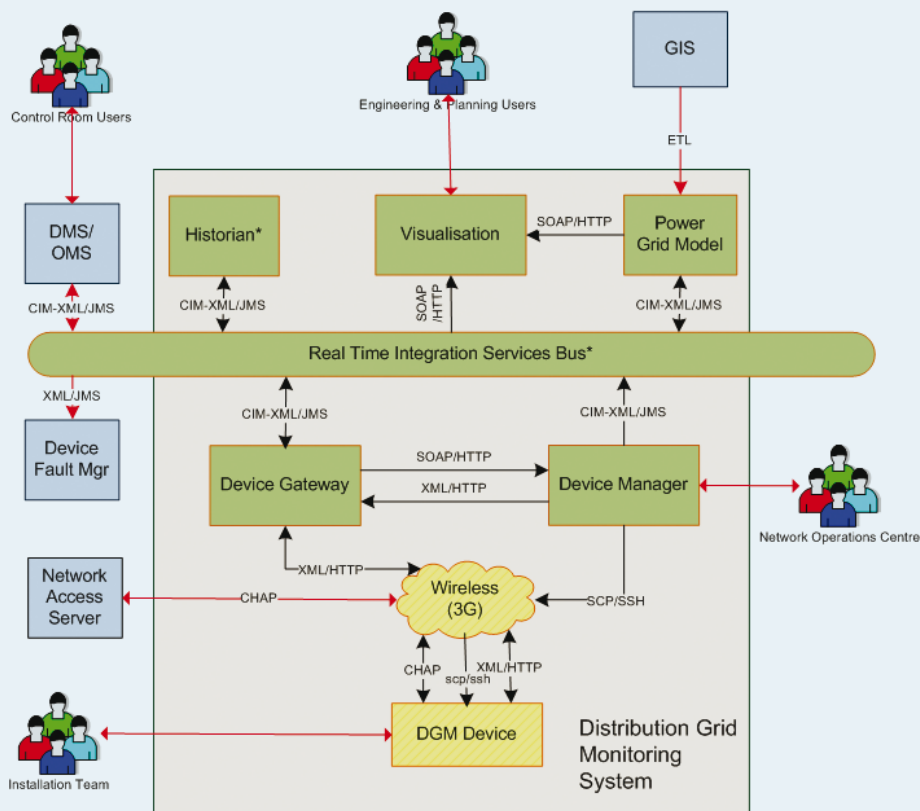 GIS
Control Room Users
Engineering & Planning Users
ETL
DMS/
OMS
Historian*
Visualisation
SOAP/HTTP
Power
Grid Model
CIM-XML/JMS
CIM-XML/JMS
SOAP
/HTTP
CIM-XML/JMS
Real Time Integration Services Bus*
XML/JMS
CIM-XML/JMS
CIM-XML/JMS
Device
Fault Mgr
Device Gateway
SOAP/HTTP
XML/HTTP
Device Manager
Network Operations Centre
Network
Access
Server
CHAP
XML/HTTP
Wireless
(3G)
SCP/SSH
CHAP
scp/ssh
XML/HTTP
DGM Device
Distribution Grid
Monitoring
System
Installation Team